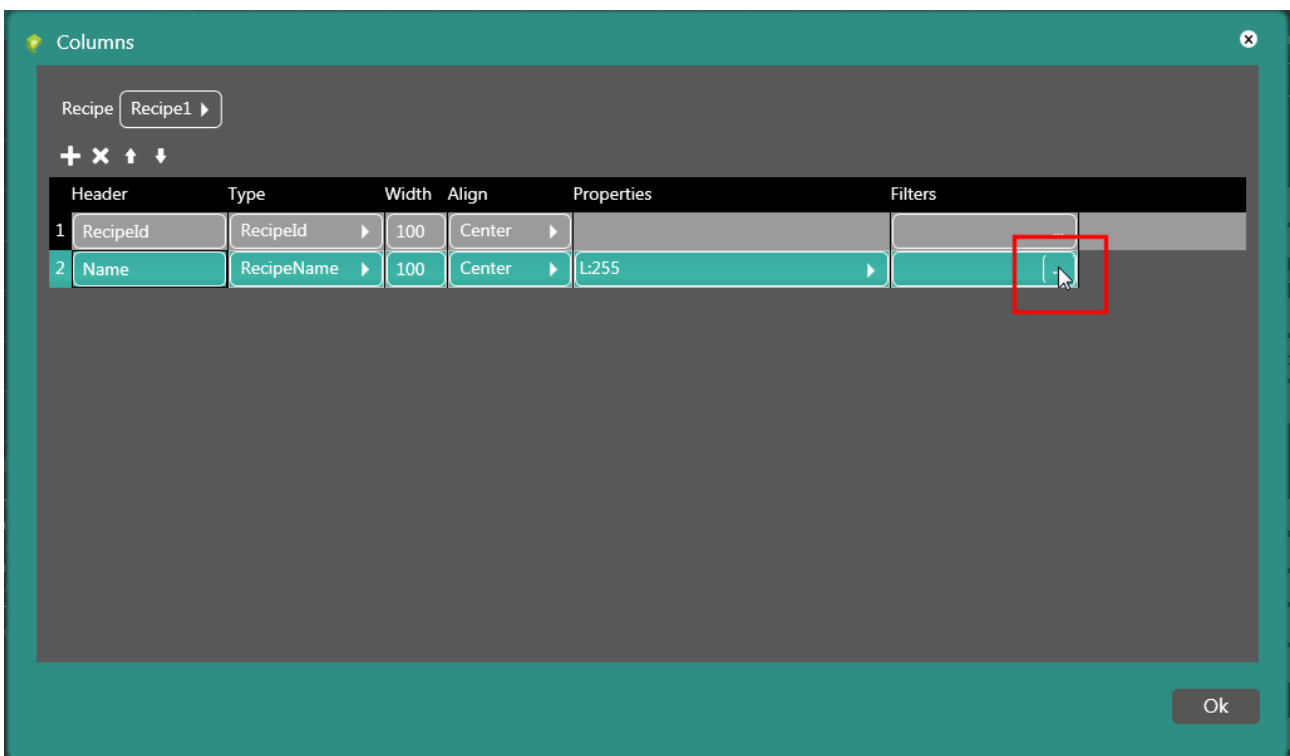 Columns
Recipe Recipe1
Header Type Width Align Properties Filters
1 RecipeId RecipeId 100 Center ...
2 Name RecipeName 100 Center L:255
Ok